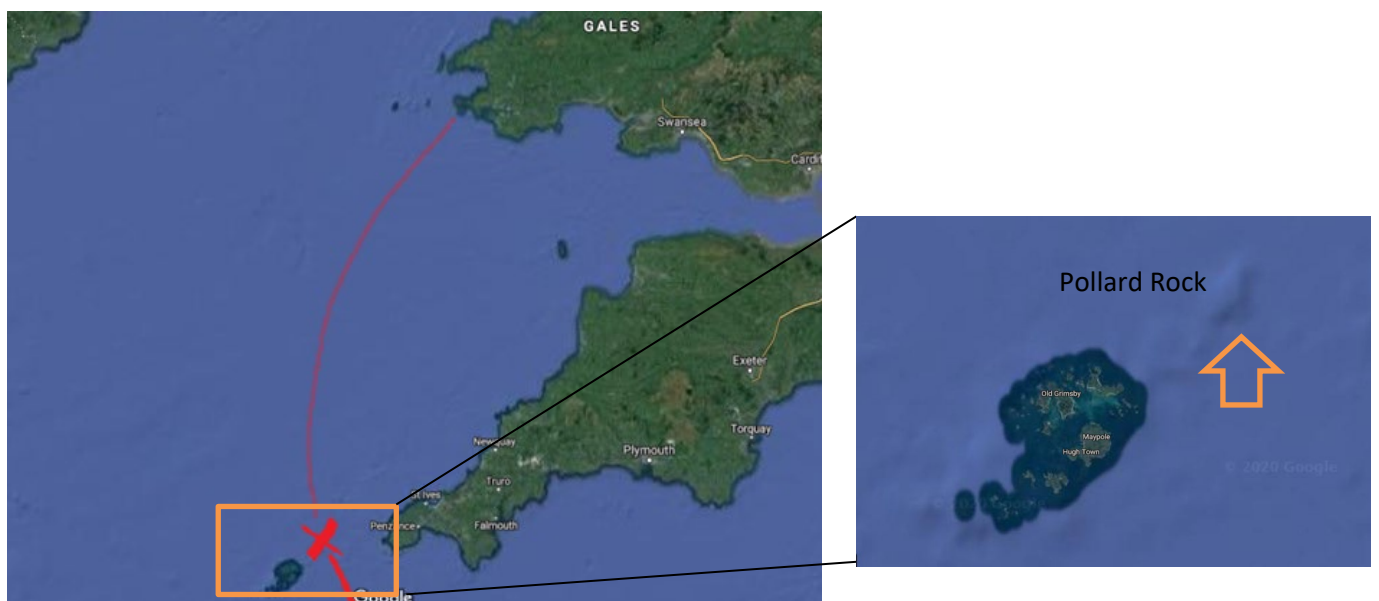 GALES
Swansea
Cardif
Exeter
Torquay
Newquay
Plymouth
Truro
St Ives
Penzance
Falmouth
Google
Pollard Rock
Old Grimsby
Maypole
Hugh Town
© 2020 Google